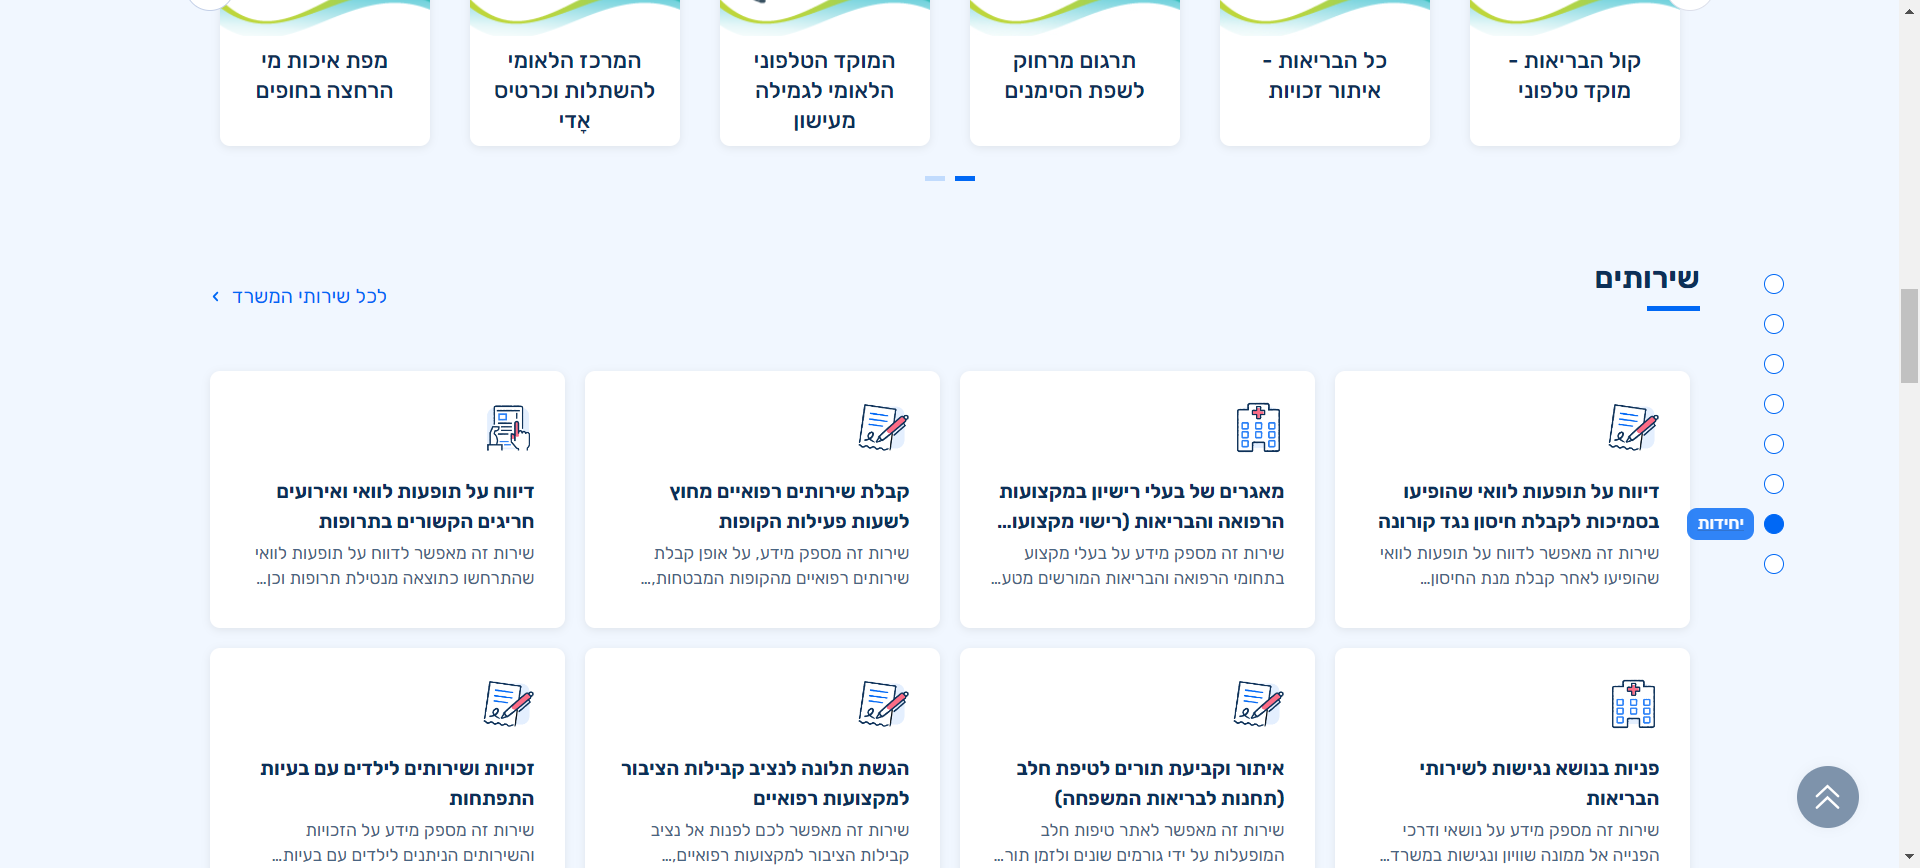 קול הבריאות -
מוקד טלפוני
כל הבריאות -
איתור זכויות
תרגום מרחוק
לשפת הסימנים
המוקד הטלפוני
הלאומי לגמילה
מעישון
המרכז הלאומי
להשתלות וכרטיס
אָדי
מפת איכות מי
הרחצה בחופים
שירותים
לכל שירותי המשרד
יחידות
דיווח על תופעות לוואי שהופיעו
בסמיכות לקבלת חיסון נגד קורונה
שירות זה מאפשר לדווח על תופעות לוואי
שהופיעו לאחר קבלת מנת החיסון...
מאגרים של בעלי רישיון במקצועות
הרפואה והבריאות (רישוי מקצועו...
שירות זה מספק מידע על בעלי מקצוע
בתחומי הרפואה והבריאות המורשים מטע...
קבלת שירותים רפואיים מחוץ
לשעות פעילות הקופות
שירות זה מספק מידע, על אופן קבלת
שירותים רפואיים מהקופות המבטחות,...
דיווח על תופעות לוואי ואירועים
חריגים הקשורים בתרופות
שירות זה מאפשר לדווח על תופעות לוואי
שהתרחשו כתוצאה מנטילת תרופות וכן...
פניות בנושא נגישות לשירותי
הבריאות
שירות זה מספק מידע על נושאי ודרכי
הפנייה אל ממונה שוויון ונגישות במשרד...
איתור וקביעת תורים לטיפת חלב
(תחנות לבריאות המשפחה)
שירות זה מאפשר לאתר טיפות חלב
המופעלות על ידי גורמים שונים ולזמן תור...
הגשת תלונה לנציב קבילות הציבור
למקצועות רפואיים
שירות זה מאפשר לכם לפנות אל נציב
קבילות הציבור למקצועות רפואיים,...
זכויות ושירותים לילדים עם בעיות
התפתחות
שירות זה מספק מידע על הזכויות
והשירותים הניתנים לילדים עם בעיות...